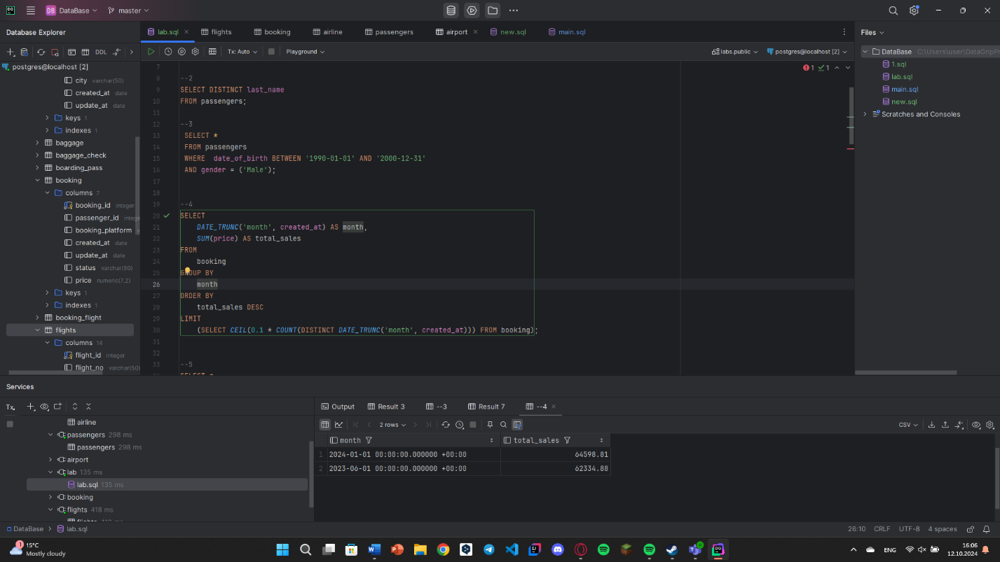 DB DataBase master
Database Explorer
lab.sql flights booking airline passengers airport new.sql main.sql
Files
DDL
Tx: Auto Playground
labs.public postgres@localhost [2]
postgres@localhost [2]
city varchar(50)
created_at date
update_at date
keys 1
indexes 1
baggage
baggage_check
boarding_pass
booking
columns 7
booking_id integer
passenger_id
booking_platform
created_at date
update_at date
status varchar(50)
price numeric(7,2)
keys 1
indexes 1
booking_flight
flights
columns 14
flight_id integer
flight_no varchar(50)
1 1
7
8 --2
9 SELECT DISTINCT last_name
10 FROM passengers;
11
12 --3
13 SELECT *
14 FROM passengers
15 WHERE date_of_birth BETWEEN '1990-01-01' AND '2000-12-31'
16 AND gender = ('Male');
17
18
19 --4
20 SELECT
21 DATE_TRUNC('month', created_at) AS month,
22 SUM(price) AS total_sales
23 FROM
24 booking
25 GROUP BY
26 month
27 ORDER BY
28 total_sales DESC
29 LIMIT
30 (SELECT CEIL(0.1 * COUNT(DISTINCT DATE_TRUNC('month', created_at))) FROM booking);
31
32
33 --5
SELECT *
DataBase
1.sql
lab.sql
main.sql
new.sql
Scratches and Consoles
Services
Tx
airline
passengers 298 ms
passengers 298 ms
airport
lab 135 ms
lab.sql 135 ms
booking
flights 418 ms
Output Result 3 --3 Result 7 --4
2 rows
CSV
month total_sales
1 2024-01-01 00:00:00.000000 +00:00 64598.81
2 2023-06-01 00:00:00.000000 +00:00 62334.88
DataBase lab.sql
26:10 CRLF UTF-8 4 spaces
1
15°C
Mostly cloudy
ENG
16:06
12.10.2024